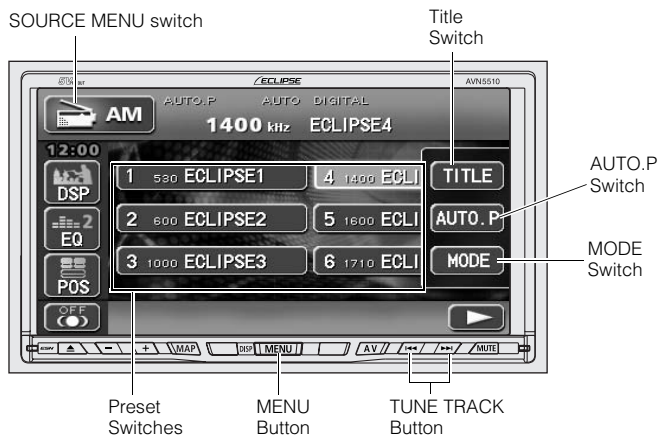 SOURCE MENU switch
Title
Switch
ECLIPSE
AVN5510
AM
AUTO.P AUTO DIGITAL
1400 kHz ECLIPSE4
12:00
1 530 ECLIPSE1
4 1400 ECLI
TITLE
DSP
AUTO.P
Switch
2 600 ECLIPSE2
5 1600 ECLI
AUTO.P
2
EQ
3 1000 ECLIPSE3
6 1710 ECLI
MODE
MODE
Switch
POS
OFF
ESN
- +
MAP
DISP
MENU
AV
MUTE
Preset
Switches
MENU
Button
TUNE TRACK
Button